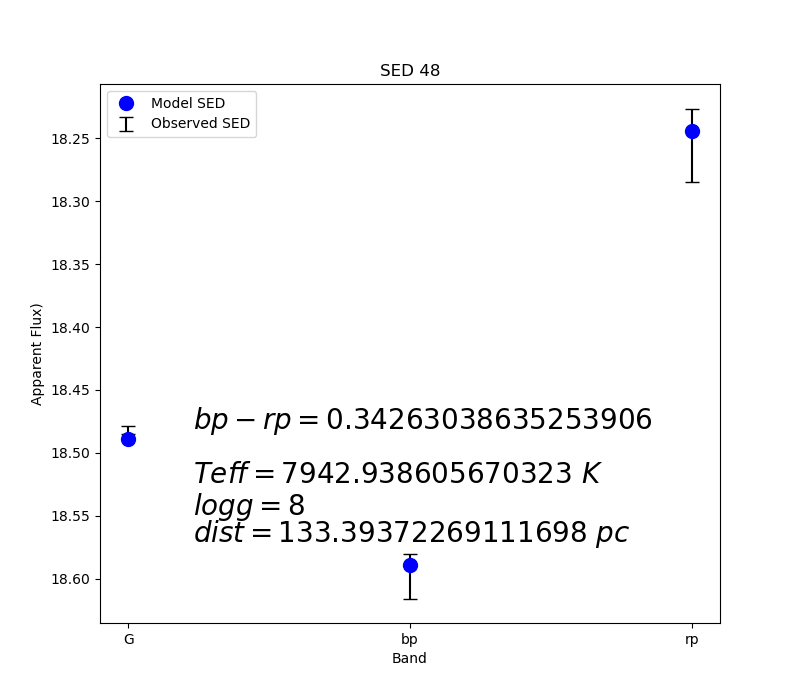 SED 48
Model SED
Observed SED
18.25
18.30
18.35
18.40
18.45
18.50
18.55
18.60
Apparent Flux)
bp − rp = 0.34263038635253906
Teff = 7942.938605670323 K
logg = 8
dist = 133.39372269111698 pc
G bp rp
Band